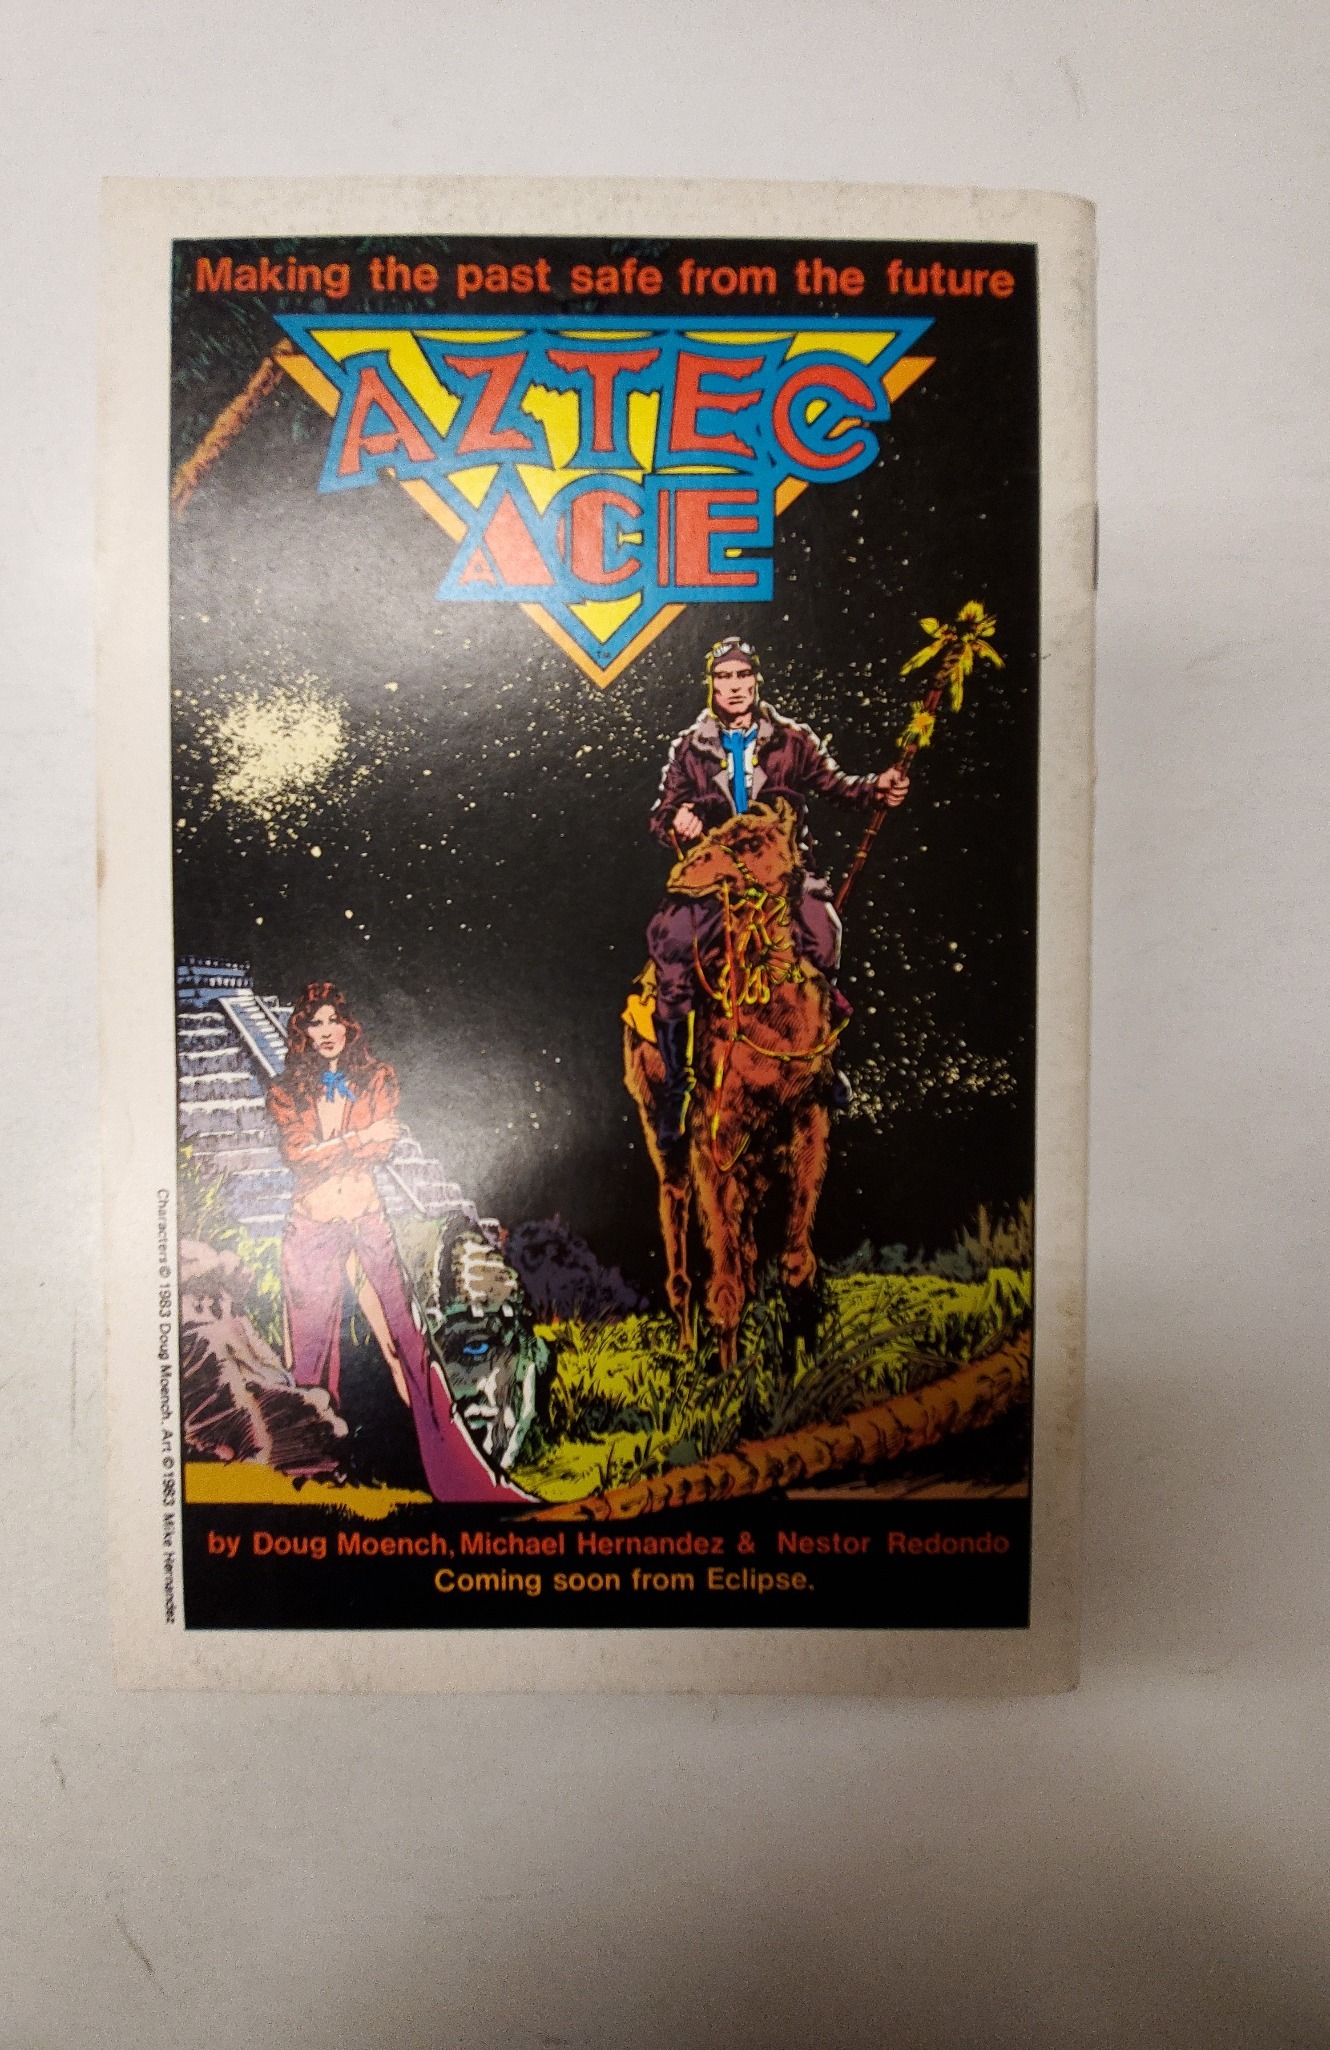 Making the past safe from the future
AZTEC
ACE
TM
by Doug Moench, Michael Hernandez & Nestor Redondo
Coming soon from Eclipse.
Characters © 1983 Doug Moench. Art © 1983 Mike Hernandez